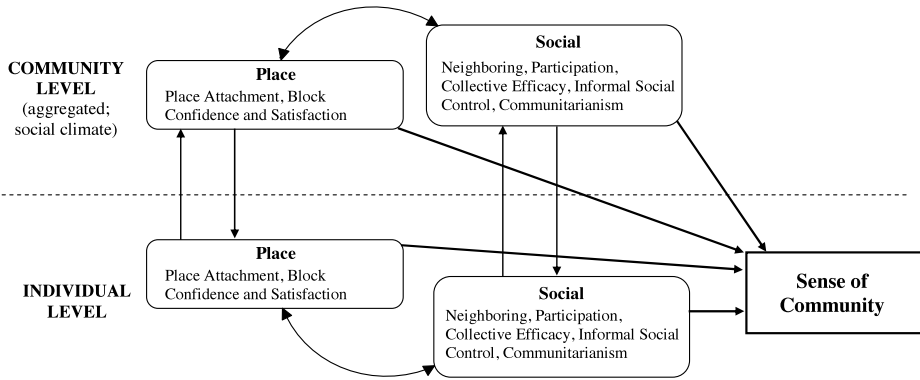 COMMUNITY
LEVEL
(aggregated;
social climate)
Place
Place Attachment, Block
Confidence and Satisfaction
Social
Neighboring, Participation,
Collective Efficacy, Informal Social
Control, Communitarianism
INDIVIDUAL
LEVEL
Place
Place Attachment, Block
Confidence and Satisfaction
Social
Neighboring, Participation,
Collective Efficacy, Informal Social
Control, Communitarianism
Sense of
Community